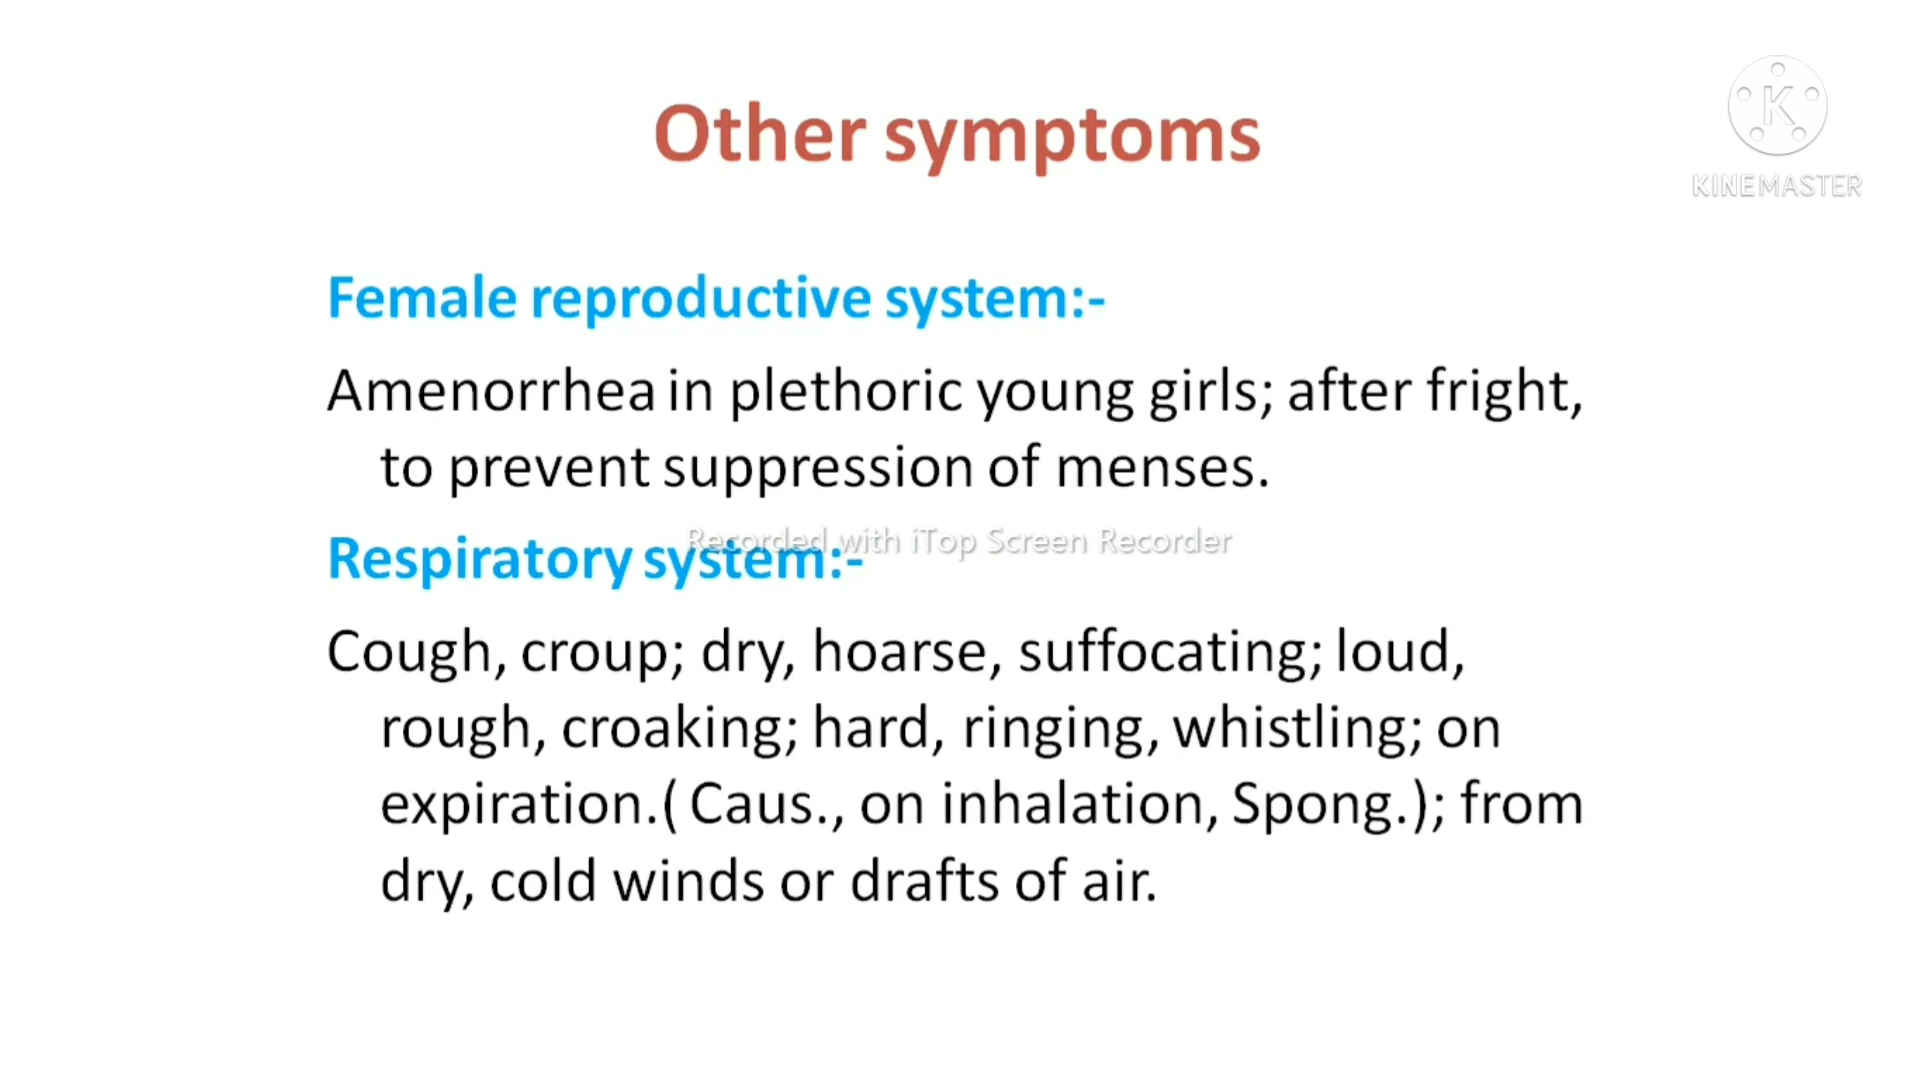 Other symptoms
K
KINEMASTER
Female reproductive system:-
Amenorrhea in plethoric young girls; after fright,
to prevent suppression of menses.
Recorded with iTop Screen Recorder
Respiratory system:-
Cough, croup; dry, hoarse, suffocating; loud,
rough, croaking; hard, ringing, whistling; on
expiration.( Caus., on inhalation, Spong.); from
dry, cold winds or drafts of air.